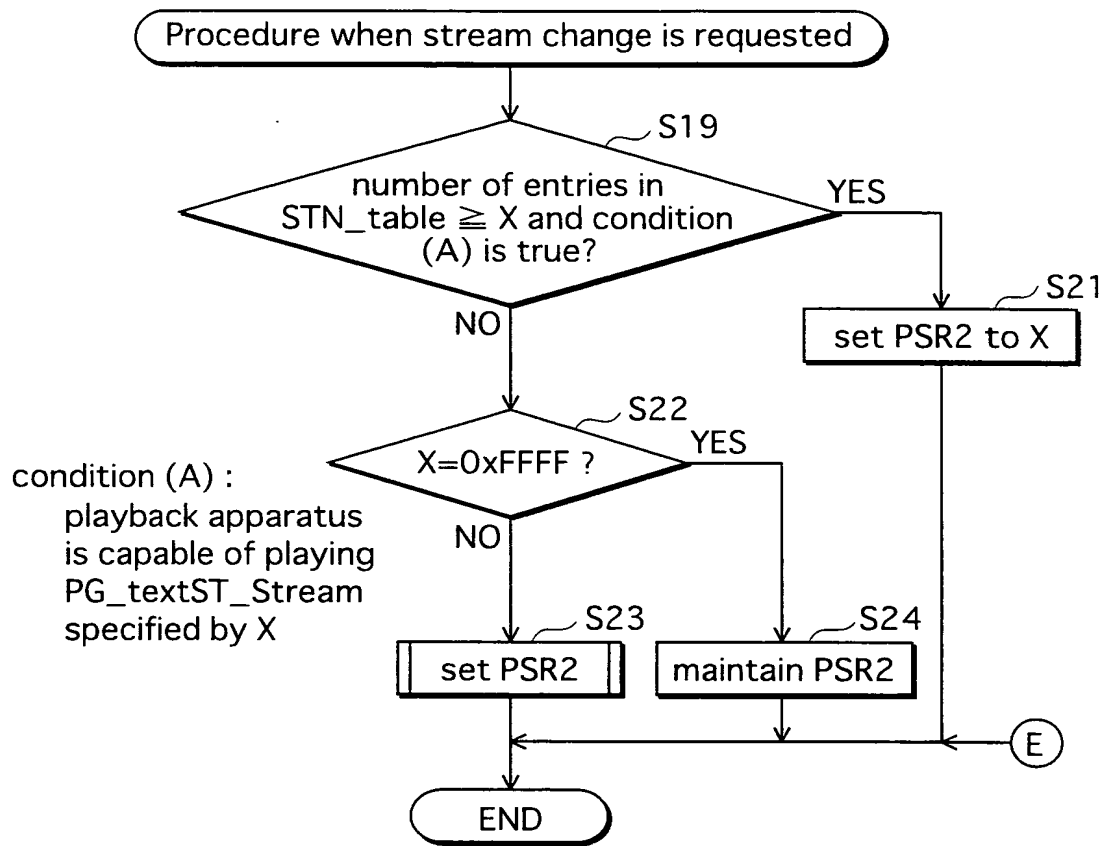 Procedure when stream change is requested
S19
number of entries in
STN_table ≧ X and condition
(A) is true?
YES
NO
S21
set PSR2 to X
S22
X=0xFFFF ?
YES
NO
condition (A) :
playback apparatus
is capable of playing
PG_textST_Stream
specified by X
S23
set PSR2
S24
maintain PSR2
E
END